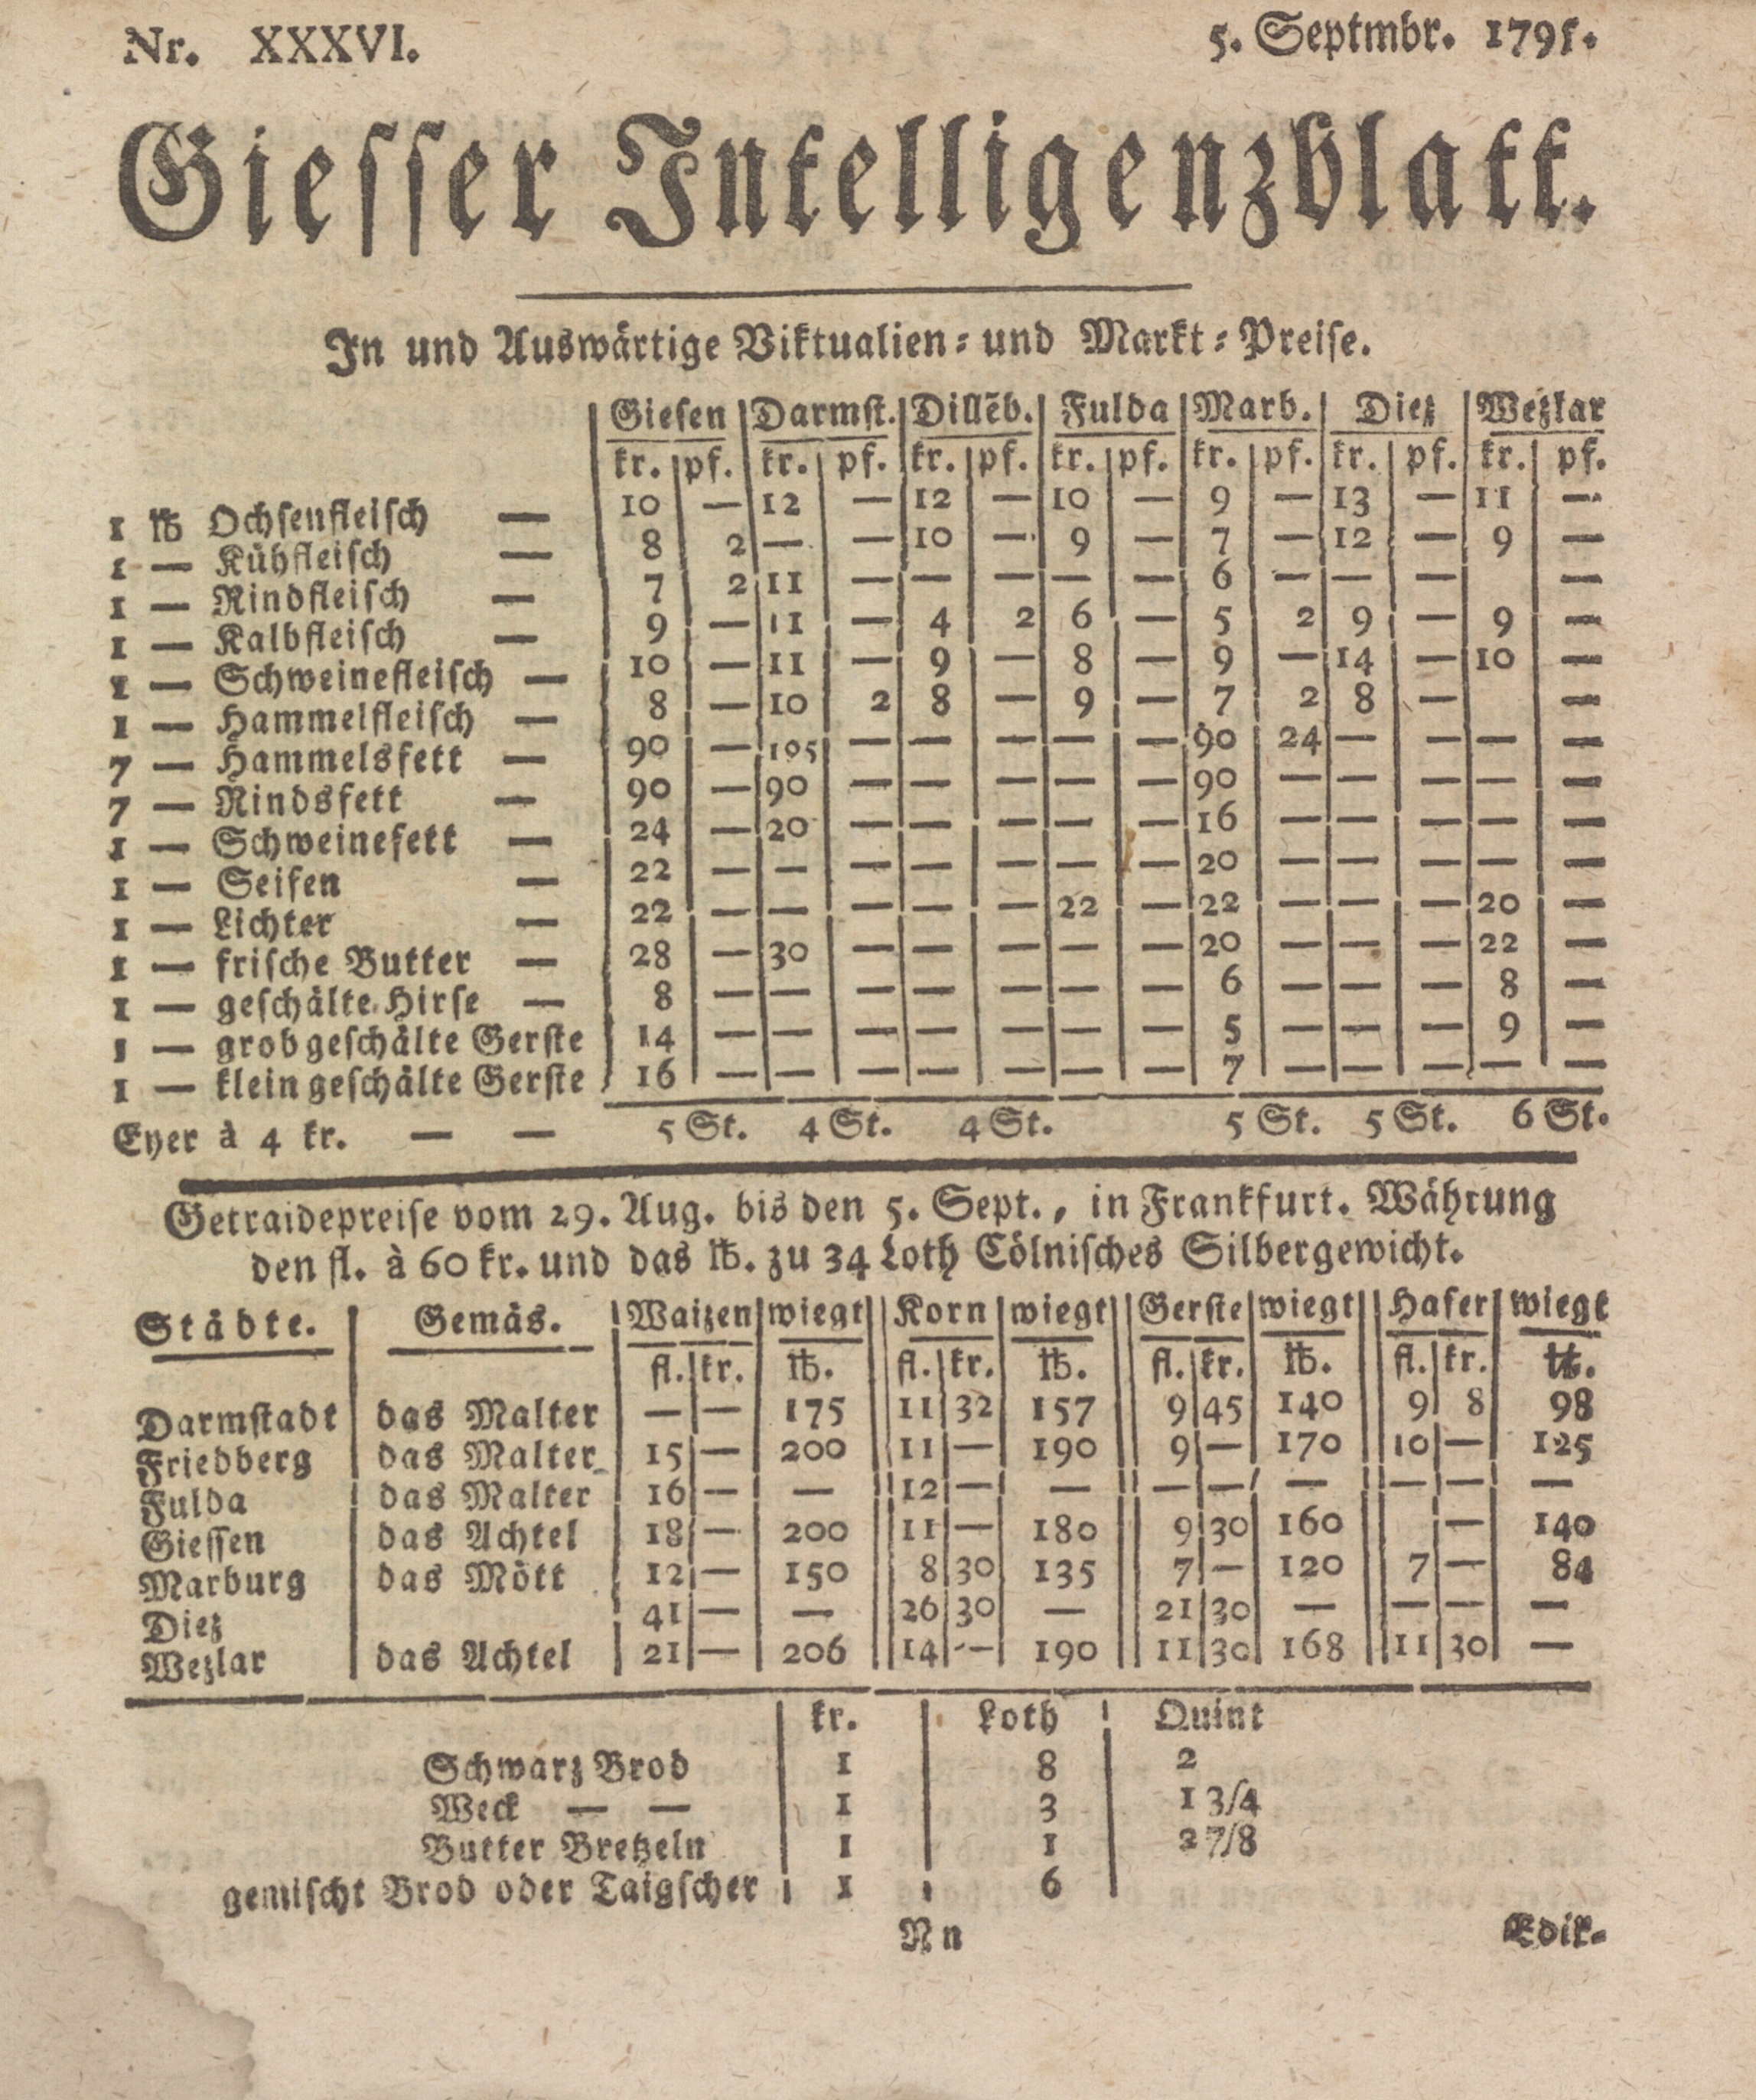 Nr. XXXVI. 5. Septmbr. 1795.
Giesser Intelligenzblatt.
In und Auswärtige Viktualien- und Markt-Preise.
Giesen Darmst. Dillēb. Fulda Marb. Diez Wezlar
kr. pf. kr. pf. kr. pf. kr. pf. kr. pf. kr. pf. kr. pf.
1 ℔ Ochsenfleisch — 10 — 12 — 12 — 10 — 9 — 13 — 11 —
1 — Kühfleisch — 8 2 — — 10 — 9 — 7 — 12 — 9 —
1 — Rindfleisch — 7 2 11 — — — — — 6 — — — —
1 — Kalbfleisch — 9 — 11 — 4 2 6 — 5 2 9 — 9 —
1 — Schweinefleisch — 10 — 11 — 9 — 8 — 9 — 14 — 10 —
1 — Hammelfleisch — 8 — 10 2 8 — 9 — 7 2 8 — —
7 — Hammelsfett — 90 — 105 — — — — — 90 24 — — — —
7 — Rindsfett — 90 — 90 — — — — — 90 — — — — —
1 — Schweinefett — 24 — 20 — — — — — 16 — — — — —
1 — Seifen — 22 — — — — — — — 20 — — — — —
1 — Lichter — 22 — — — — — 22 — 22 — — — 20 —
1 — frische Butter — 28 — 30 — — — — — 20 — — — 22 —
1 — geschälte Hirse — 8 — — — — — — — 6 — — — 8 —
1 — grob geschälte Gerste 14 — — — — — — — 5 — — — 9 —
1 — klein geschälte Gerste 16 — — — — — — — 7 — — — — —
Eyer à 4 kr. — — 5 St. 4 St. 4 St. 5 St. 5 St. 6 St.
Getraidepreise vom 29. Aug. bis den 5. Sept., in Frankfurt. Währung
den fl. à 60 kr. und das ℔. zu 34 Loth Cölnisches Silbergewicht.
Städte. Gemäs. Waizen wiegt Korn wiegt Gerste wiegt Hafer wiegt
fl. kr. ℔. fl. kr. ℔. fl. kr. ℔. fl. kr. ℔.
Darmstadt das Malter — — 175 11 32 157 9 45 140 9 8 98
Friedberg das Malter 15 — 200 11 — 190 9 — 170 10 — 125
Fulda das Malter 16 — — 12 — — — — — — — —
Giessen das Achtel 18 — 200 11 — 180 9 30 160 — 140
Marburg das Mött 12 — 150 8 30 135 7 — 120 7 — 84
Diez 41 — — 26 30 — 21 30 — — — —
Wezlar das Achtel 21 — 206 14 — 190 11 30 168 11 30 —
kr. Loth Quint
Schwarz Brod 1 8 2
Weck — — 1 3 1 3/4
Butter Bretzeln 1 1 2 7/8
gemischt Brod oder Taigscher 1 6
Nn Edik-